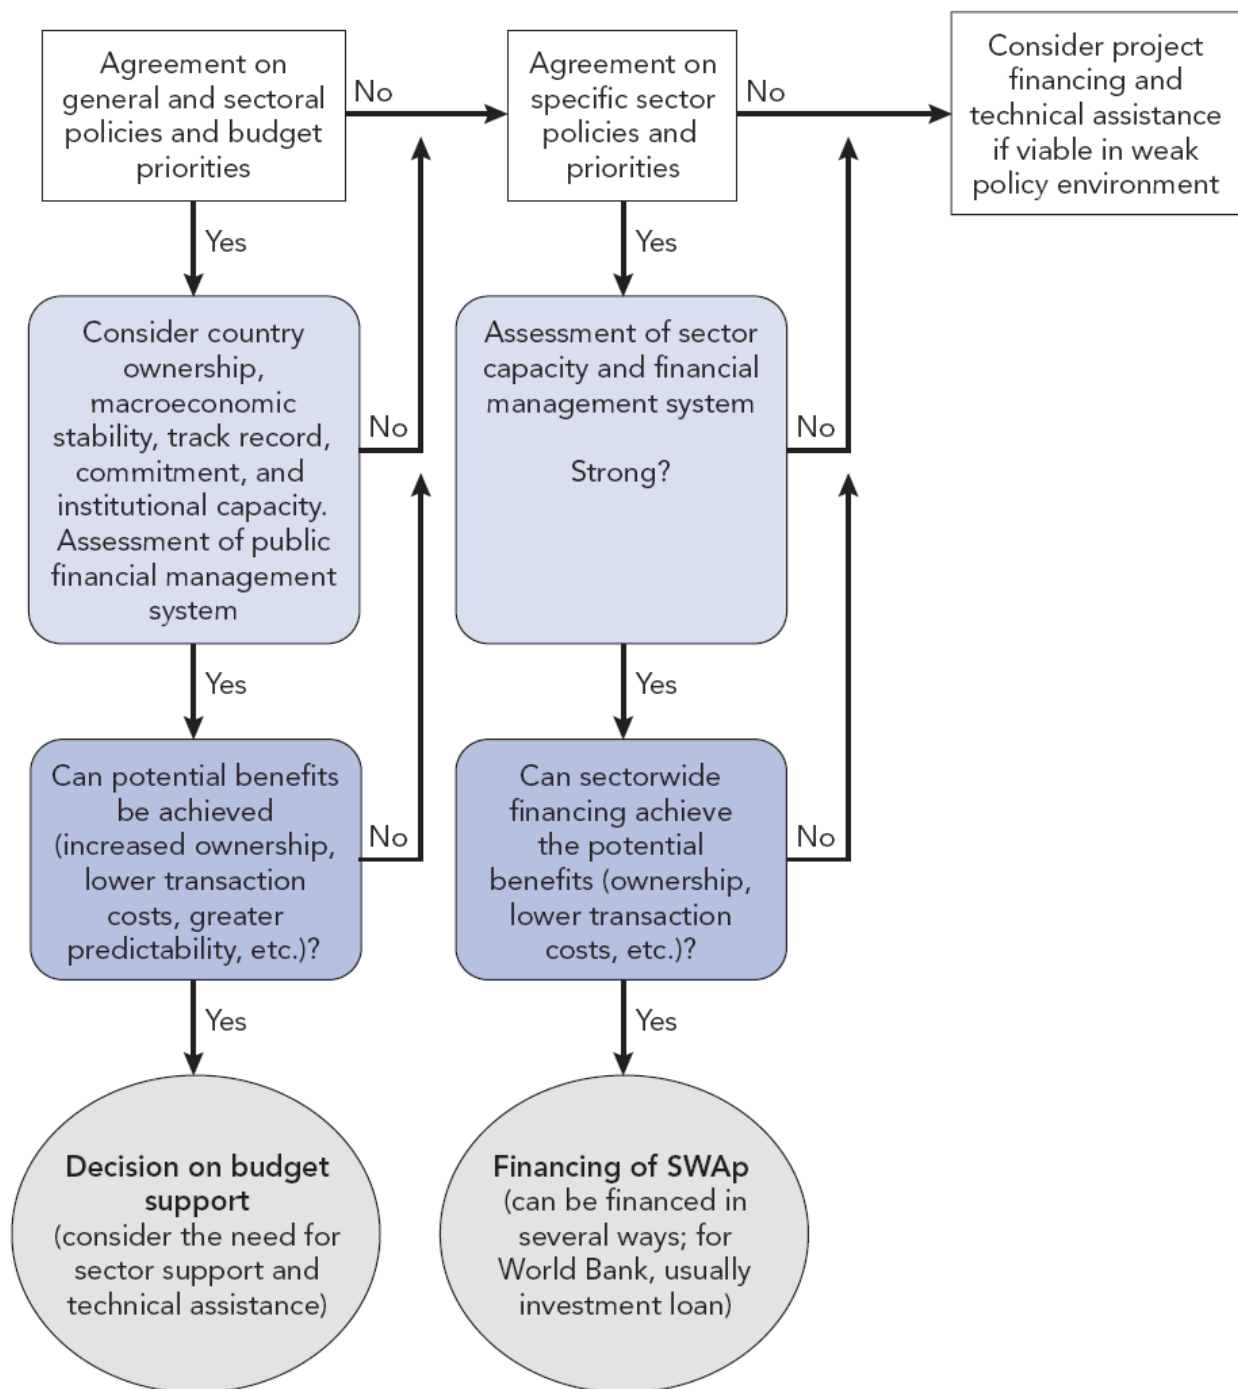 Agreement on
general and sectoral
policies and budget
priorities
No
Agreement on
specific sector
policies and
priorities
No
Consider project
financing and
technical assistance
if viable in weak
policy environment
Yes
Yes
Consider country
ownership,
macroeconomic
stability, track record,
commitment, and
institutional capacity.
Assessment of public
financial management
system
No
Assessment of sector
capacity and financial
management system
Strong?
No
Yes
Yes
Can potential benefits
be achieved
(increased ownership,
lower transaction
costs, greater
predictability, etc.)?
No
Can sectorwide
financing achieve
the potential
benefits (ownership,
lower transaction
costs, etc.)?
No
Yes
Yes
Decision on budget
support
(consider the need for
sector support and
technical assistance)
Financing of SWAp
(can be financed in
several ways; for
World Bank, usually
investment loan)